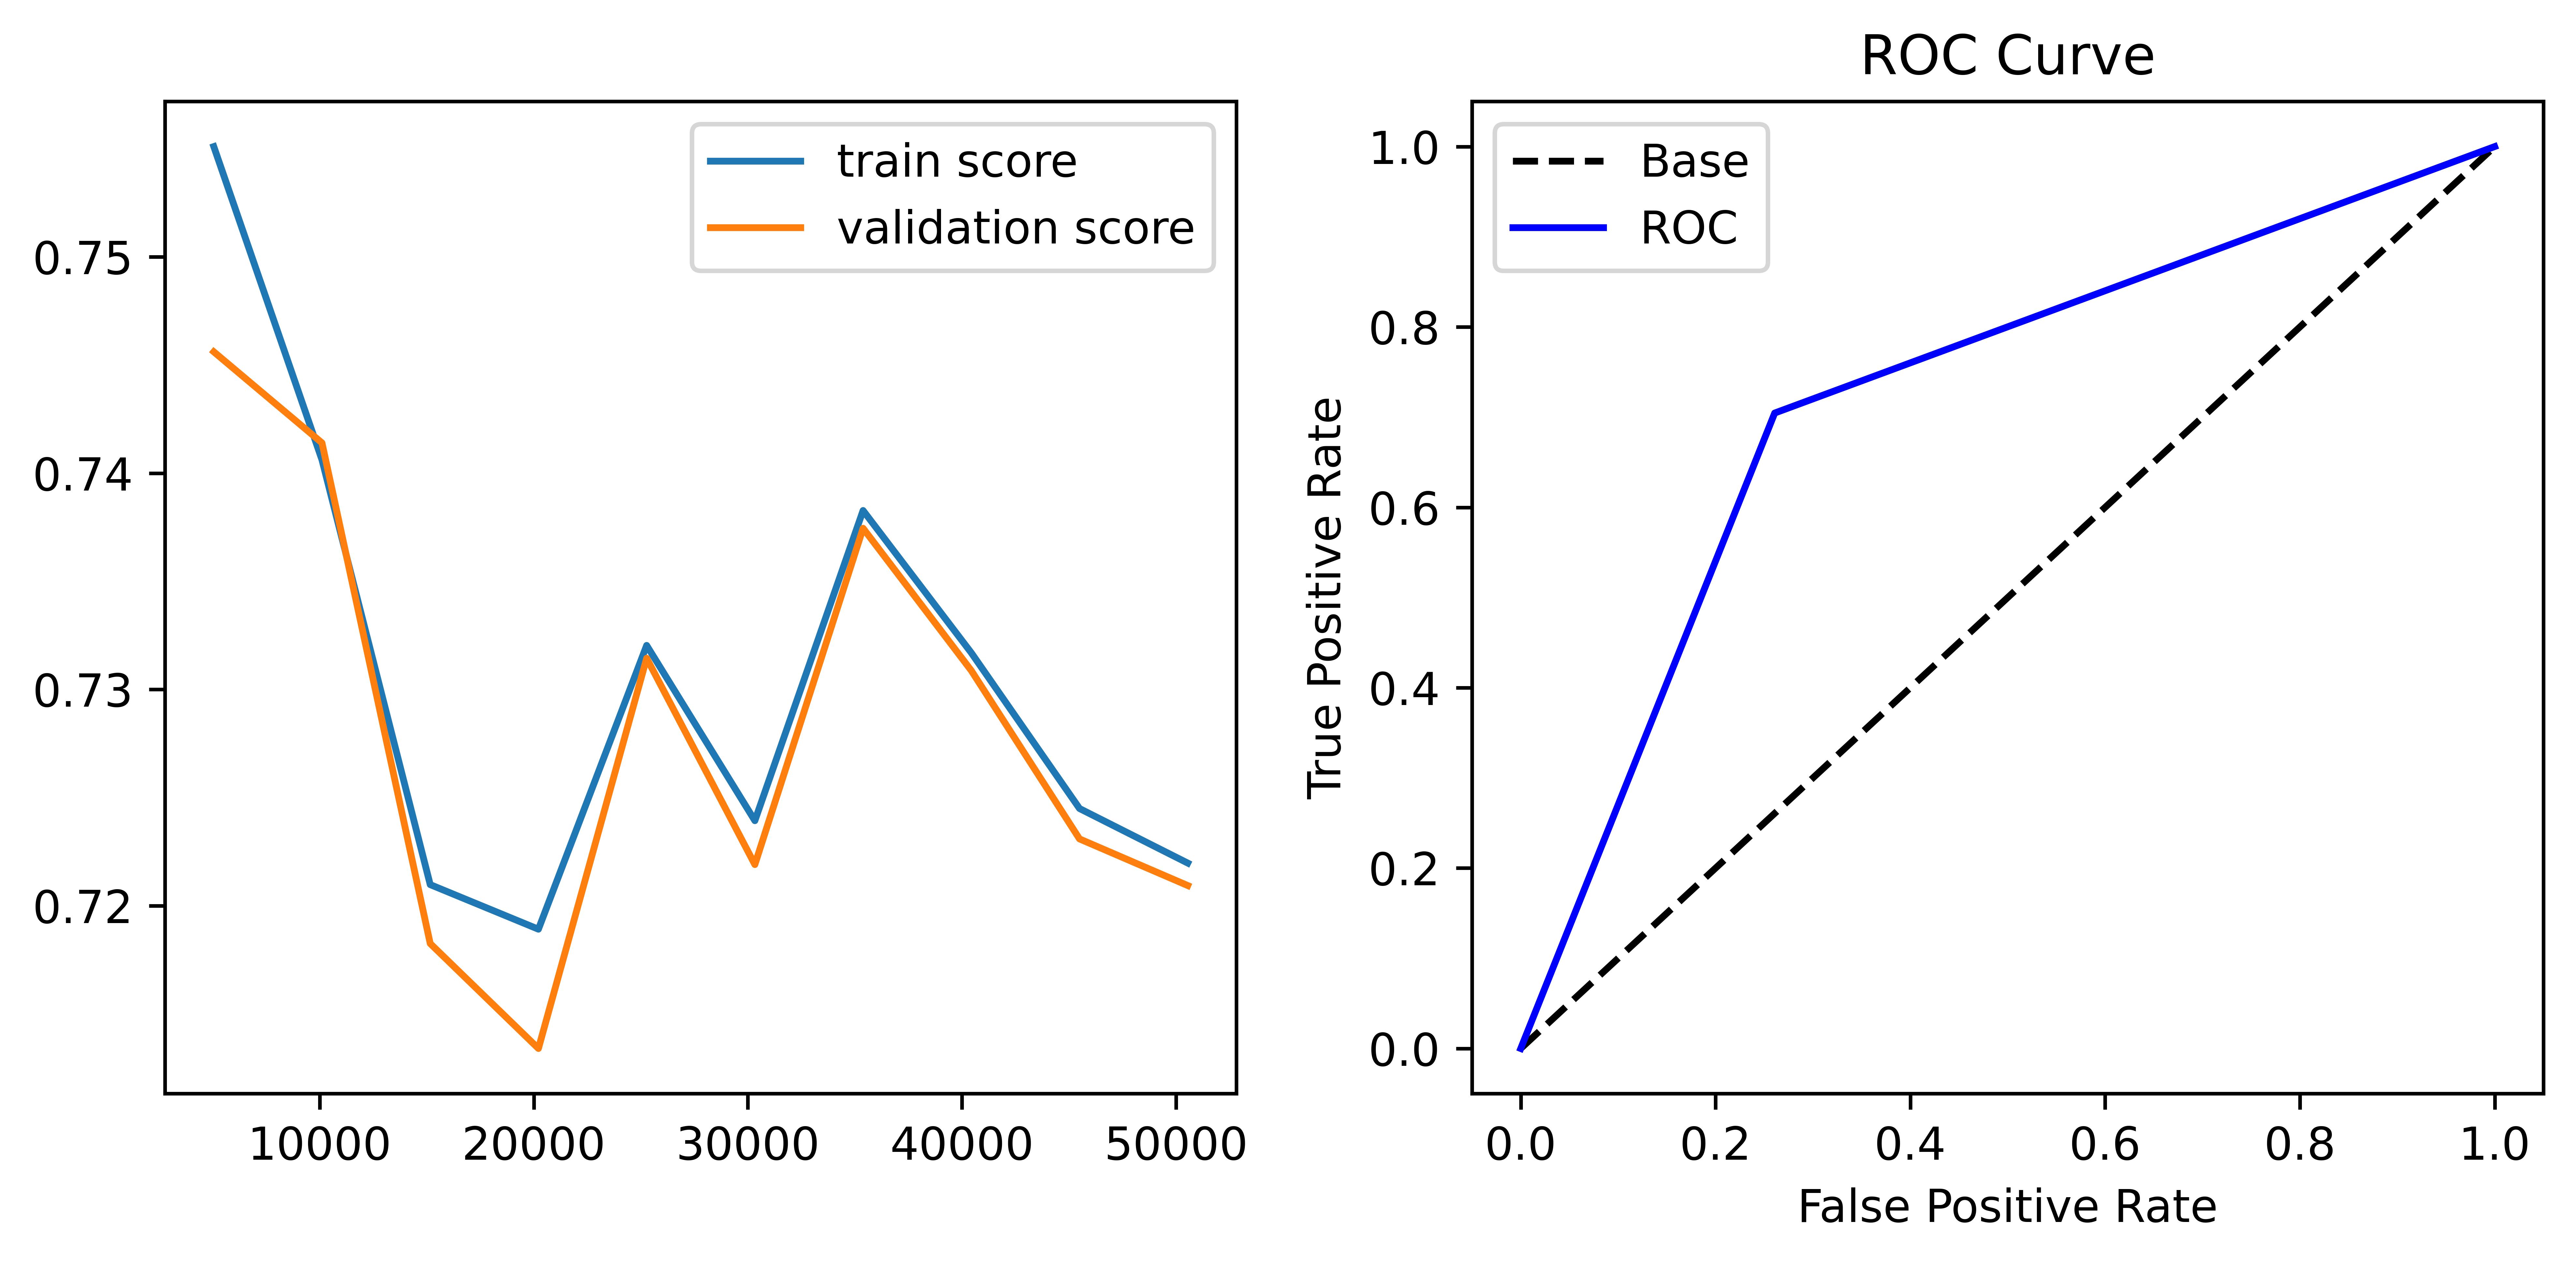 train score
validation score
0.75
0.74
0.73
0.72
10000 20000 30000 40000 50000
ROC Curve
Base
ROC
True Positive Rate
1.0
0.8
0.6
0.4
0.2
0.0
0.0 0.2 0.4 0.6 0.8 1.0
False Positive Rate